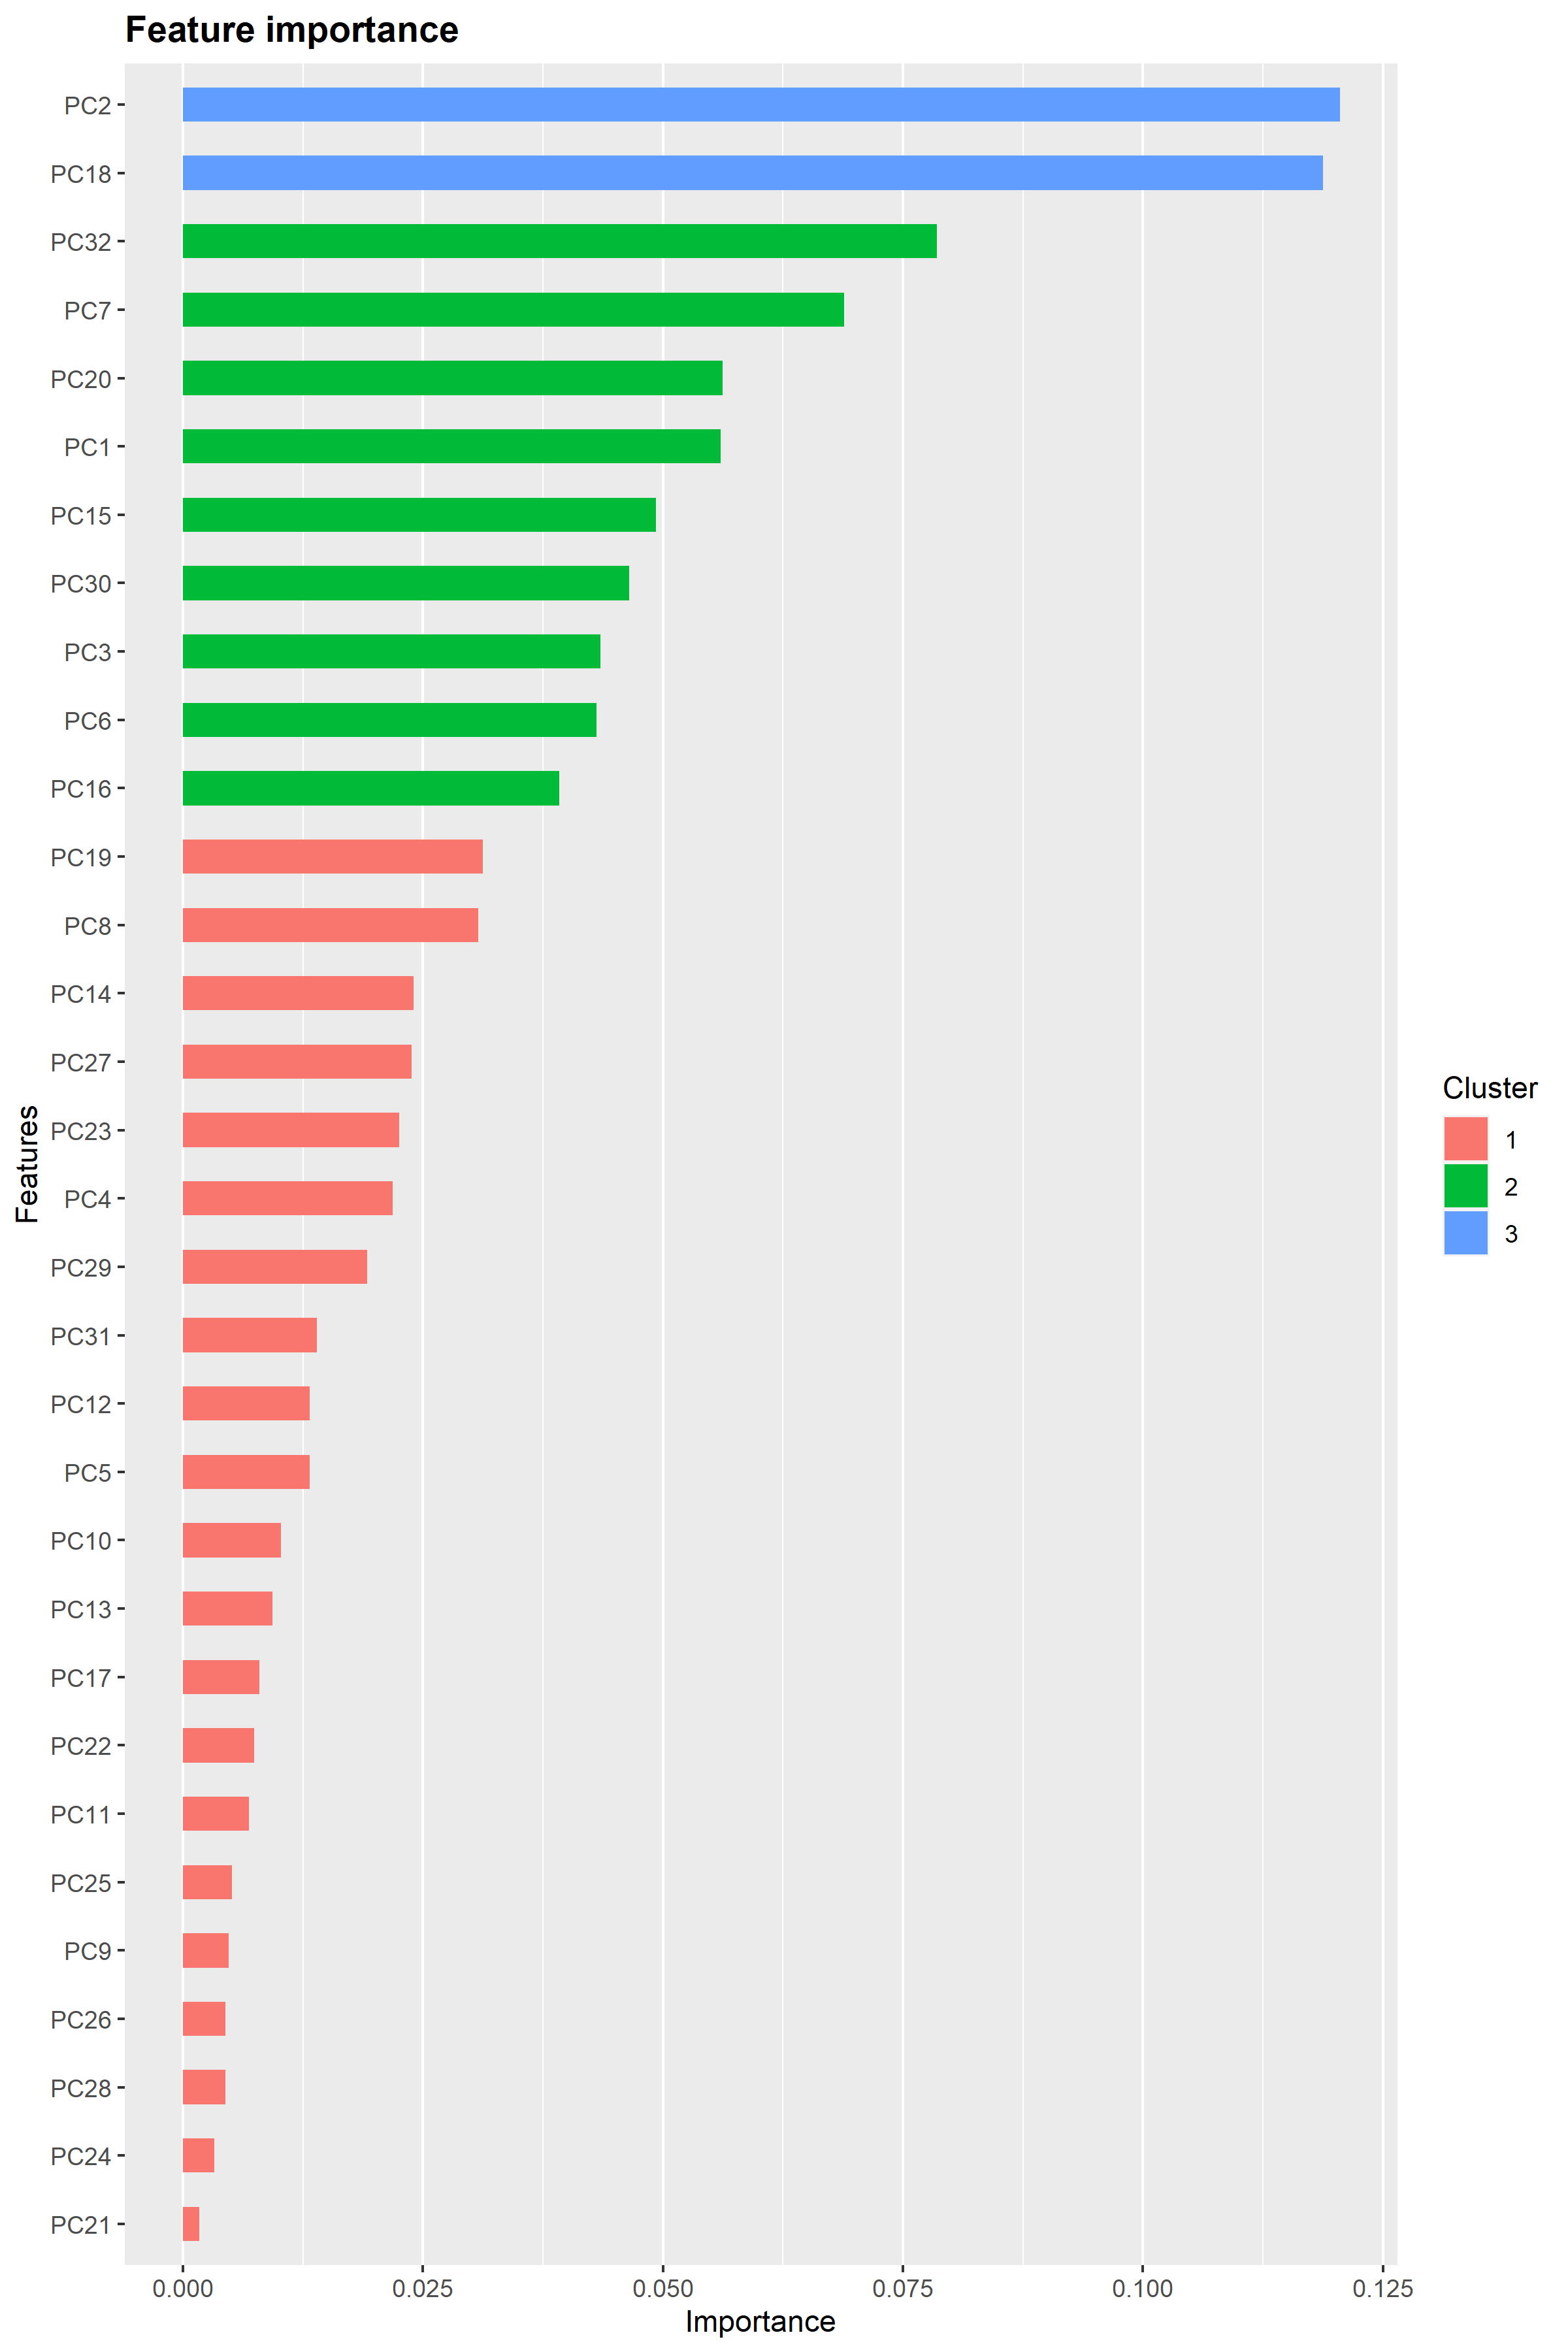 Feature importance
PC2
PC18
PC32
PC7
PC20
PC1
PC15
PC30
PC3
PC6
PC16
PC19
PC8
PC14
PC27
PC23
PC4
PC29
PC31
PC12
PC5
PC10
PC13
PC17
PC22
PC11
PC25
PC9
PC26
PC28
PC24
PC21
Features
0.000 0.025 0.050 0.075 0.100 0.125
Importance
Cluster
1
2
3